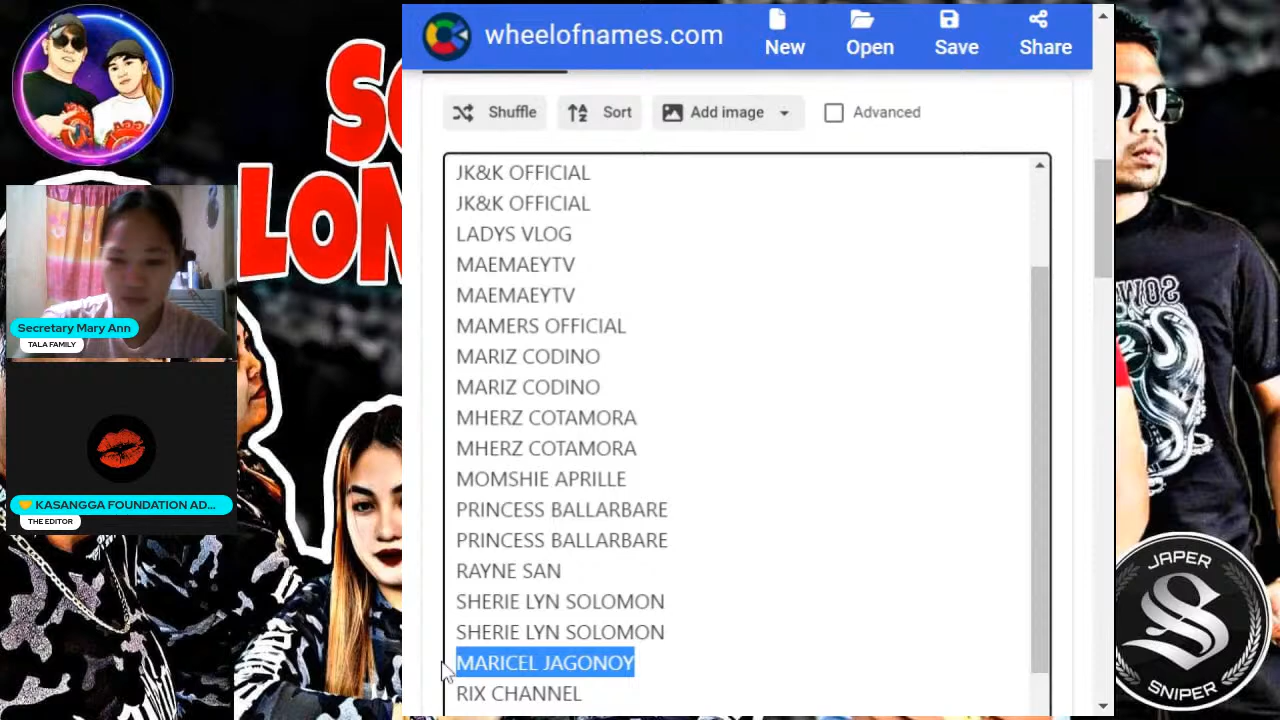 wheelofnames.com
New
Open
Save
Share
Shuffle
Sort
Add image
Advanced
JK&K OFFICIAL
JK&K OFFICIAL
LADYS VLOG
MAEMAEYTV
MAEMAEYTV
MAMERS OFFICIAL
MARIZ CODINO
MARIZ CODINO
MHERZ COTAMORA
MHERZ COTAMORA
MOMSHIE APRILLE
PRINCESS BALLARBARE
PRINCESS BALLARBARE
RAYNE SAN
SHERIE LYN SOLOMON
SHERIE LYN SOLOMON
MARICEL JAGONOY
RIX CHANNEL
Secretary Mary Ann
TALA FAMILY
KASANGGA FOUNDATION AD...
THE EDITOR
JAPER
S
SNIPER